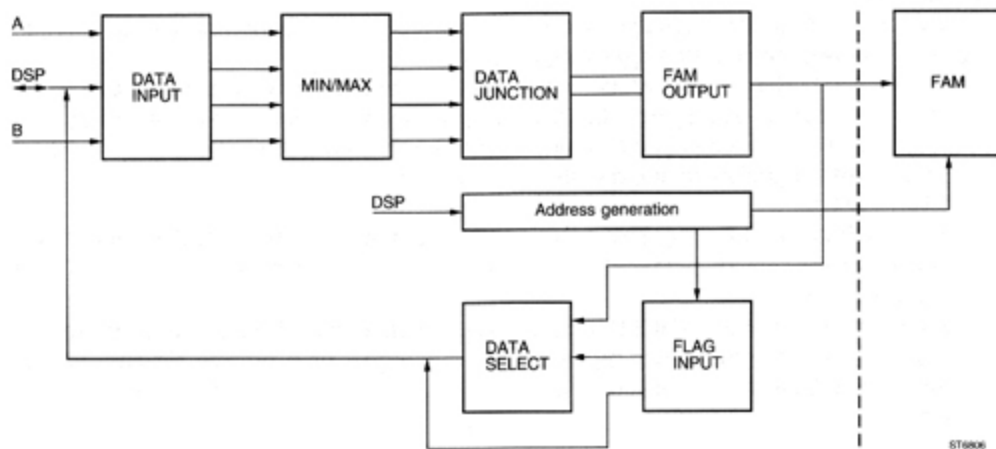 A
DSP
B
DATA
INPUT
MIN/MAX
DATA
JUNCTION
FAM
OUTPUT
FAM
DSP
Address generation
DATA
SELECT
FLAG
INPUT
ST6806